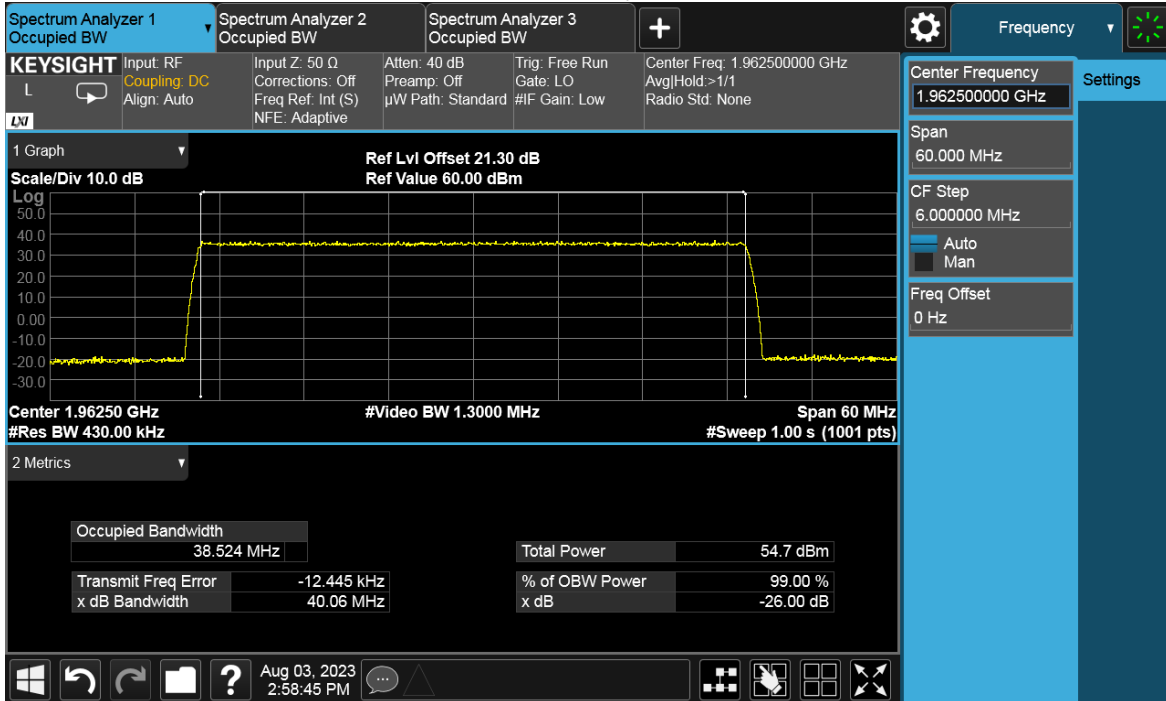 Spectrum Analyzer 1
Occupied BW
Spectrum Analyzer 2
Occupied BW
Spectrum Analyzer 3
Occupied BW
Frequency
KEYSIGHT
L
LXI
Input: RF
Coupling: DC
Align: Auto
Input Z: 50 Ω
Corrections: Off
Freq Ref: Int (S)
NFE: Adaptive
Atten: 40 dB
Preamp: Off
µW Path: Standard
Trig: Free Run
Gate: LO
#IF Gain: Low
Center Freq: 1.962500000 GHz
Avg|Hold:>1/1
Radio Std: None
Center Frequency
1.962500000 GHz
Settings
Span
60.000 MHz
CF Step
6.000000 MHz
Auto
Man
Freq Offset
0 Hz
1 Graph
Scale/Div 10.0 dB
Ref Lvl Offset 21.30 dB
Ref Value 60.00 dBm
Log
50.0
40.0
30.0
20.0
10.0
0.00
-10.0
-20.0
-30.0
Center 1.96250 GHz
#Video BW 1.3000 MHz
Span 60 MHz
#Res BW 430.00 kHz
#Sweep 1.00 s (1001 pts)
2 Metrics
Occupied Bandwidth
38.524 MHz
Total Power 54.7 dBm
Transmit Freq Error -12.445 kHz
% of OBW Power 99.00 %
x dB Bandwidth 40.06 MHz
x dB -26.00 dB
?
Aug 03, 2023
2:58:45 PM